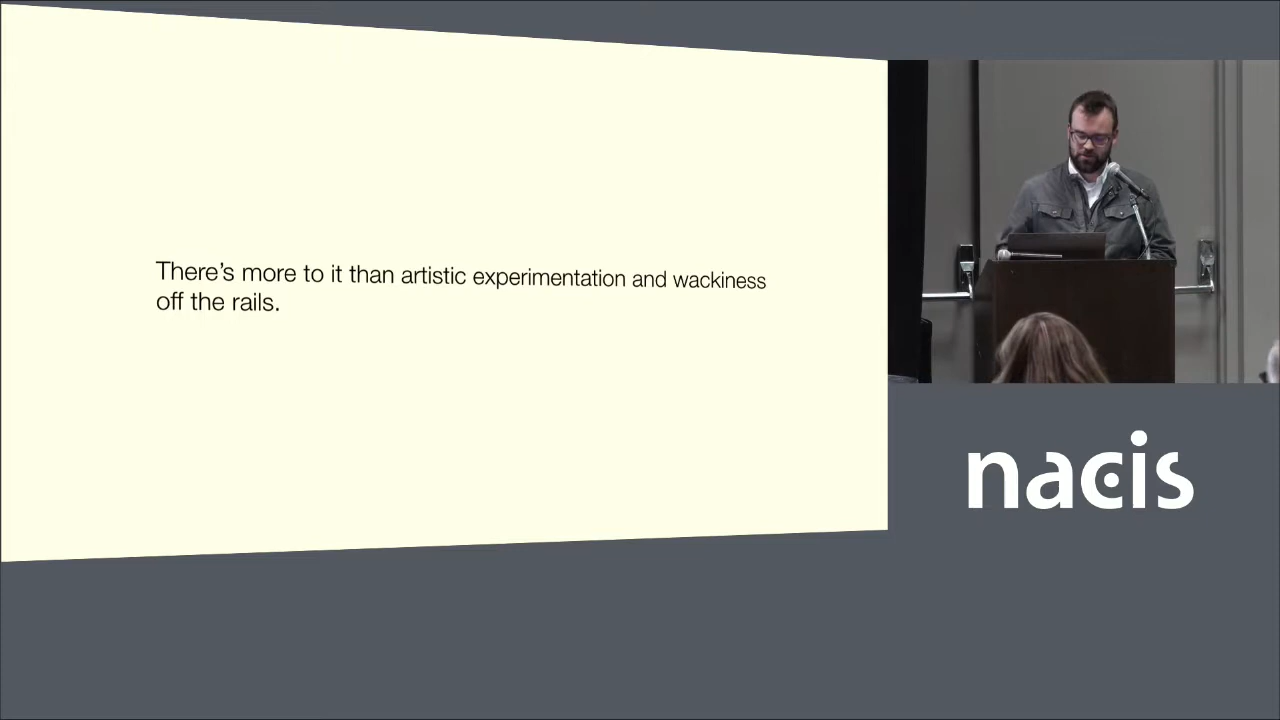 There's more to it than artistic experimentation and wackiness
off the rails.
nacis